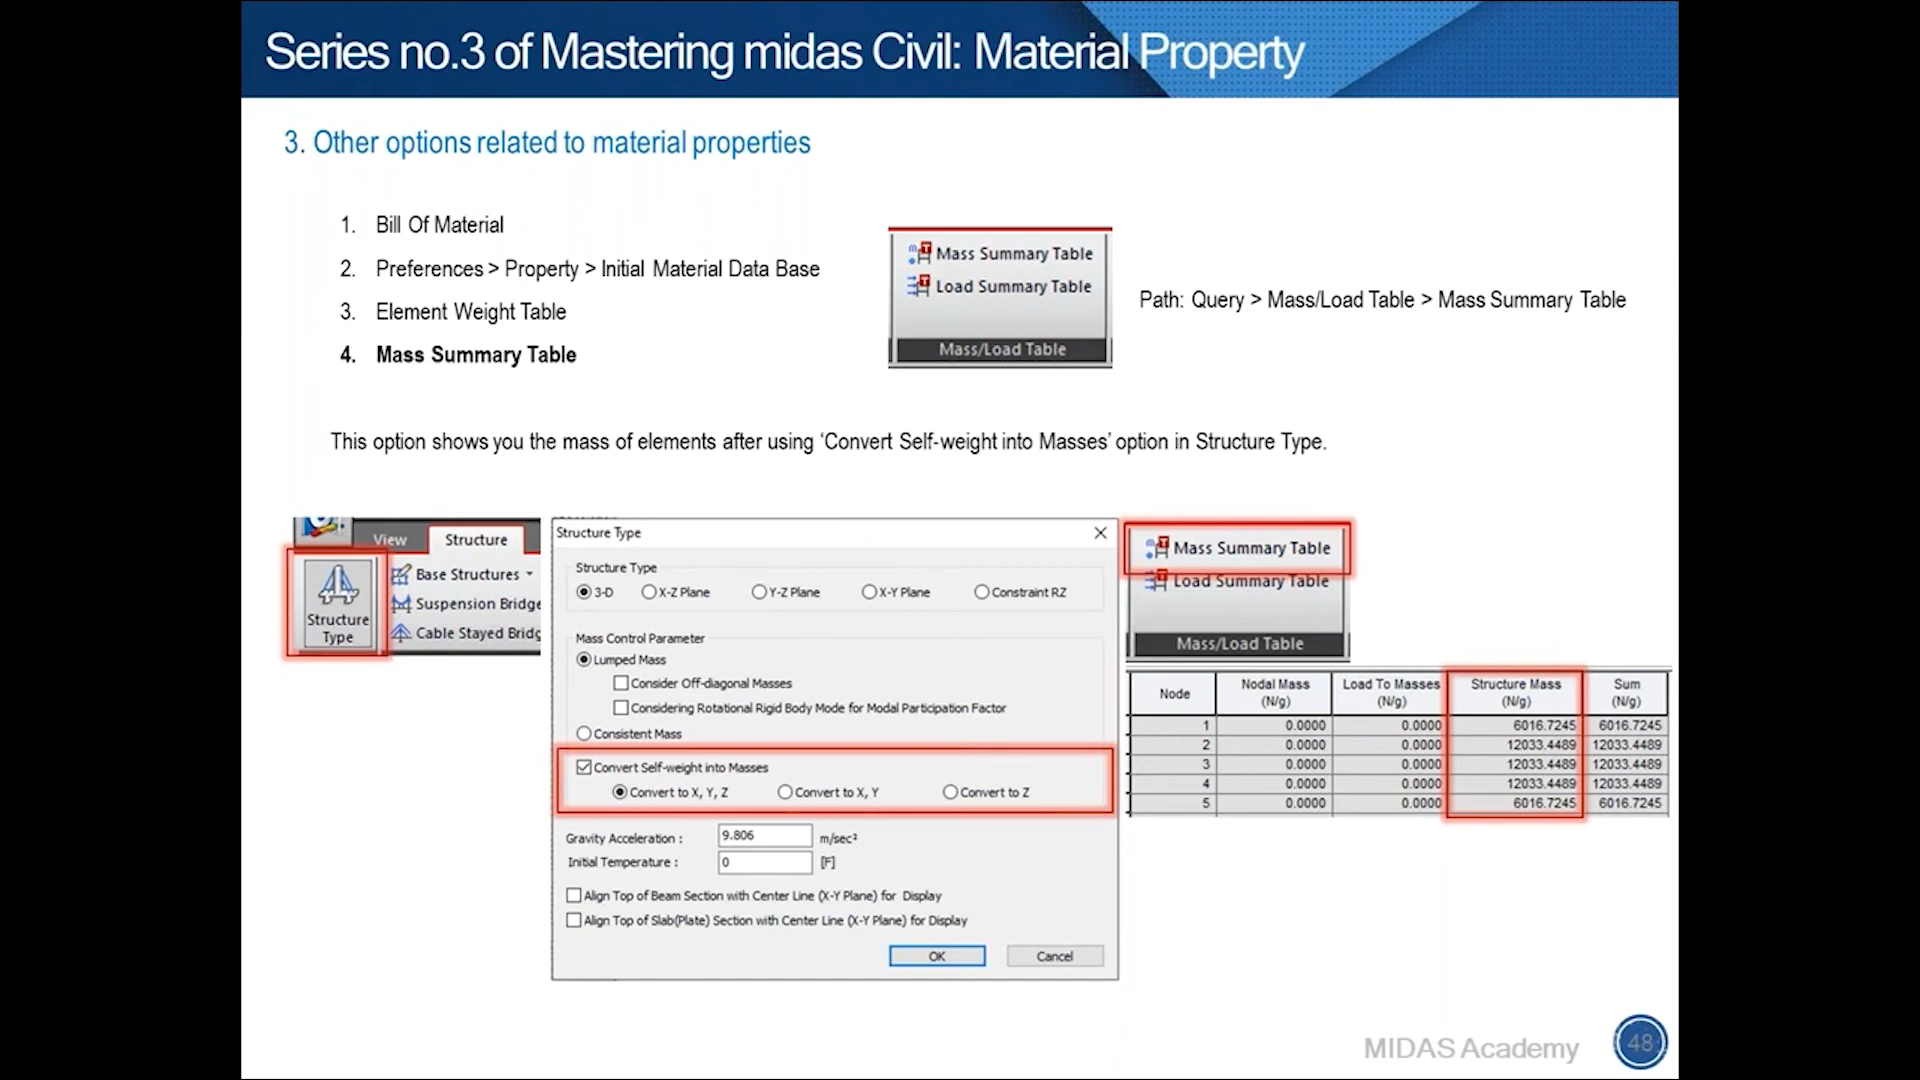 Series no.3 of Mastering midas Civil: Material Property
3. Other options related to material properties
1. Bill Of Material
2. Preferences > Property > Initial Material Data Base
3. Element Weight Table
4. Mass Summary Table
Mass Summary Table
Load Summary Table
Mass/Load Table
Path: Query > Mass/Load Table > Mass Summary Table
This option shows you the mass of elements after using ‘Convert Self-weight into Masses’ option in Structure Type.
View Structure
Structure
Type
Base Structures
Suspension Bridge
Cable Stayed Bridg
Structure Type
Structure Type
3-D X-Z Plane Y-Z Plane X-Y Plane Constraint RZ
Mass Control Parameter
Lumped Mass
Consider Off-diagonal Masses
Considering Rotational Rigid Body Mode for Modal Participation Factor
Consistent Mass
Convert Self-weight into Masses
Convert to X, Y, Z Convert to X, Y Convert to Z
Gravity Acceleration : 9.806 m/sec²
Initial Temperature : 0 [F]
Align Top of Beam Section with Center Line (X-Y Plane) for Display
Align Top of Slab(Plate) Section with Center Line (X-Y Plane) for Display
OK Cancel
Mass Summary Table
Load Summary Table
Mass/Load Table
Node Nodal Mass (N/g) Load To Masses (N/g) Structure Mass (N/g) Sum (N/g)
1 0.0000 0.0000 6016.7245 6016.7245
2 0.0000 0.0000 12033.4489 12033.4489
3 0.0000 0.0000 12033.4489 12033.4489
4 0.0000 0.0000 12033.4489 12033.4489
5 0.0000 0.0000 6016.7245 6016.7245
MIDAS Academy
48